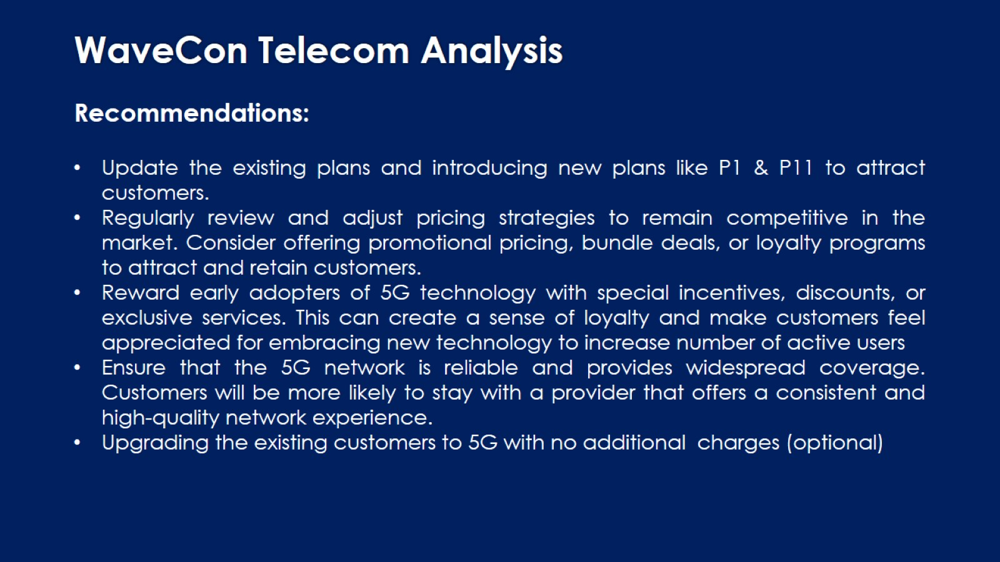 WaveCon Telecom Analysis
Recommendations:
• Update the existing plans and introducing new plans like P1 & P11 to attract
customers.
• Regularly review and adjust pricing strategies to remain competitive in the
market. Consider offering promotional pricing, bundle deals, or loyalty programs
to attract and retain customers.
• Reward early adopters of 5G technology with special incentives, discounts, or
exclusive services. This can create a sense of loyalty and make customers feel
appreciated for embracing new technology to increase number of active users
• Ensure that the 5G network is reliable and provides widespread coverage.
Customers will be more likely to stay with a provider that offers a consistent and
high-quality network experience.
• Upgrading the existing customers to 5G with no additional  charges (optional)